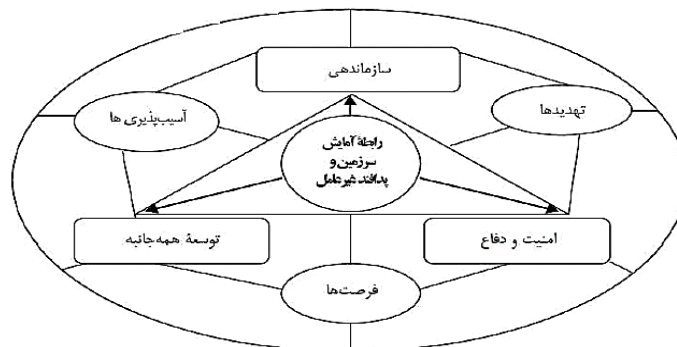 سازماندهی
تهدیدها
آسیب‌پذیری ها
رابطهٔ آمایش
سرزمین و
پدافند غیرعامل
امنیت و دفاع
توسعهٔ همه‌جانبه
فرصت‌ها